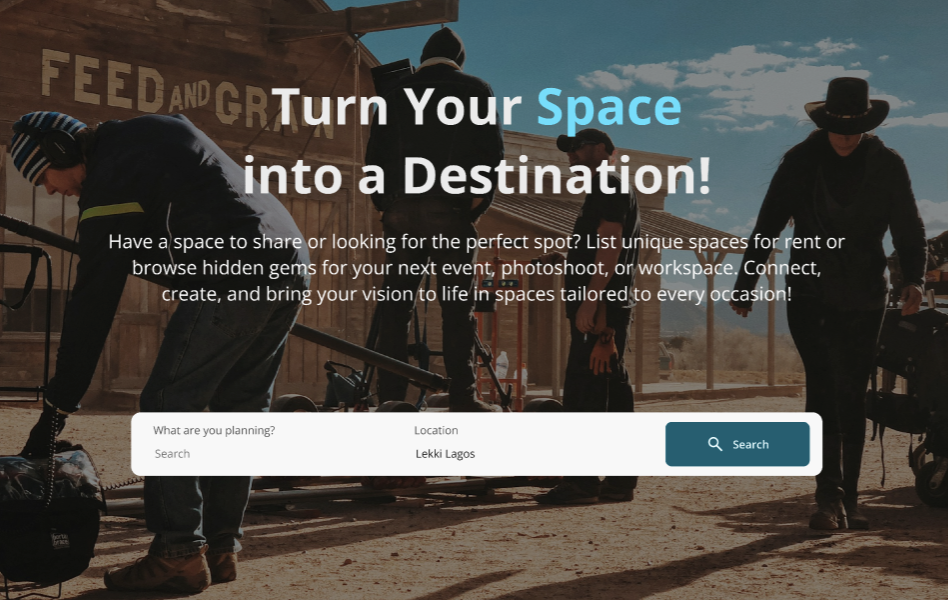 FEED AND GRAIN
Turn Your Space
into a Destination!
Have a space to share or looking for the perfect spot? List unique spaces for rent or
browse hidden gems for your next event, photoshoot, or workspace. Connect,
create, and bring your vision to life in spaces tailored to every occasion!
What are you planning?
Location
Search
Lekki Lagos
Search